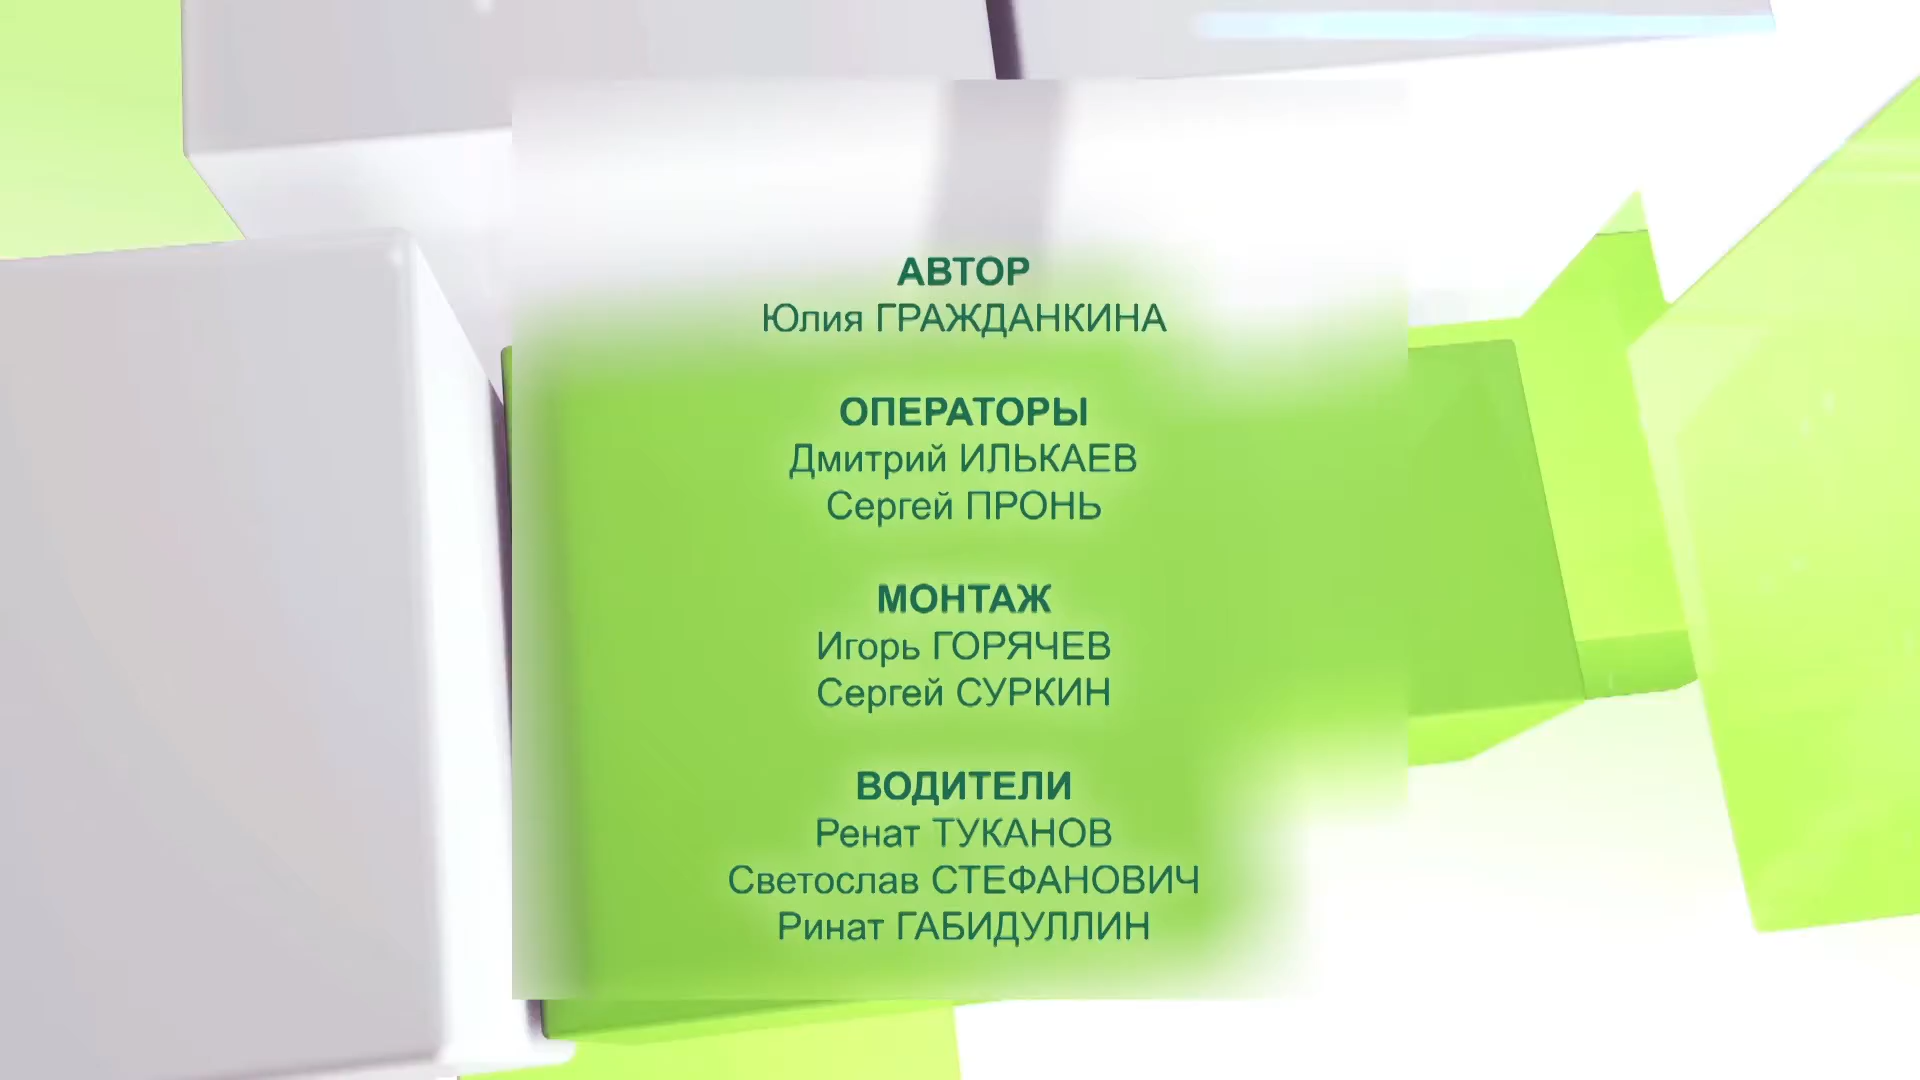 АВТОР
Юлия ГРАЖДАНКИНА
ОПЕРАТОРЫ
Дмитрий ИЛЬКАЕВ
Сергей ПРОНЬ
МОНТАЖ
Игорь ГОРЯЧЕВ
Сергей СУРКИН
ВОДИТЕЛИ
Ренат ТУКАНОВ
Светослав СТЕФАНОВИЧ
Ринат ГАБИДУЛЛИН